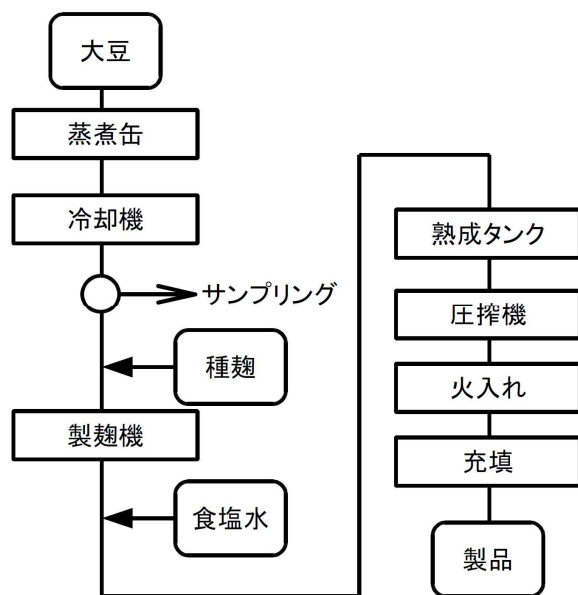 大豆
蒸煮缶
冷却機
サンプリング
種麹
製麹機
食塩水
熟成タンク
圧搾機
火入れ
充填
製品